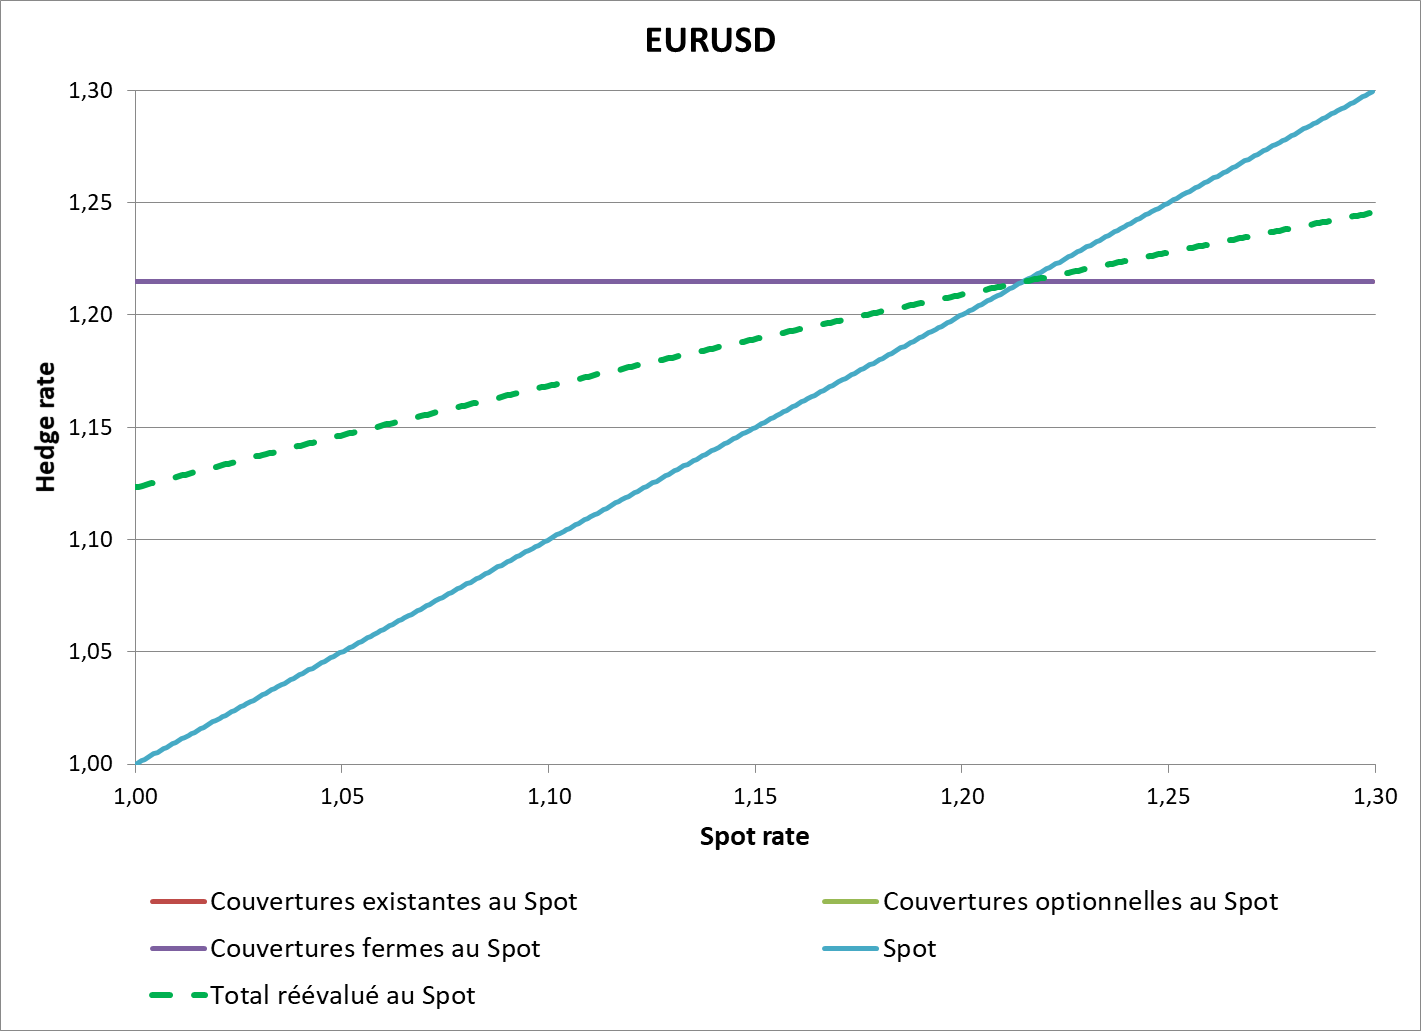 EURUSD
1,30
1,25
1,20
1,15
1,10
1,05
1,00
Hedge rate
1,00 1,05 1,10 1,15 1,20 1,25 1,30
Spot rate
Couvertures existantes au Spot
Couvertures optionnelles au Spot
Couvertures fermes au Spot
Spot
Total réévalué au Spot